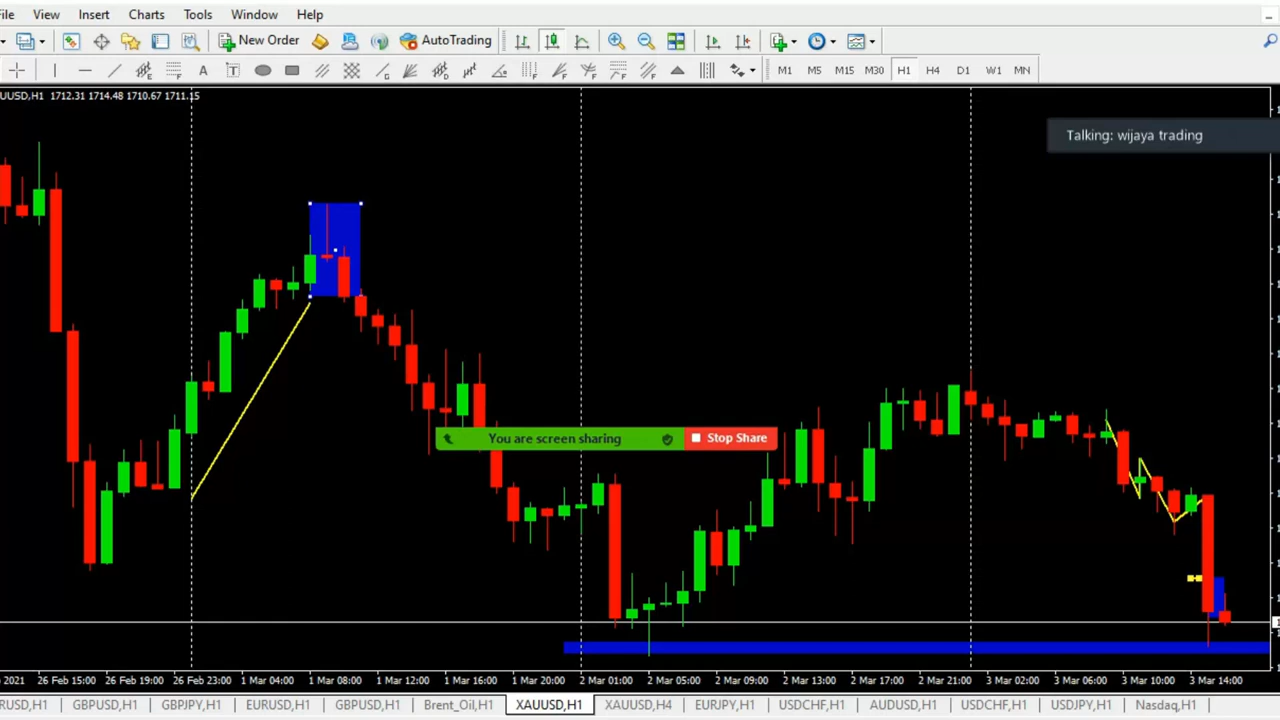 ile View Insert Charts Tools Window Help
New Order AutoTrading
A T M1 M5 M15 M30 H1 H4 D1 W1 MN
UUSD,H1 1712.31 1714.48 1710.67 1711.15
Talking: wijaya trading
You are screen sharing Stop Share
2021 26 Feb 15:00 26 Feb 19:00 26 Feb 23:00 1 Mar 04:00 1 Mar 08:00 1 Mar 12:00 1 Mar 16:00 1 Mar 20:00 2 Mar 01:00 2 Mar 05:00 2 Mar 09:00 2 Mar 13:00 2 Mar 17:00 2 Mar 21:00 3 Mar 02:00 3 Mar 06:00 3 Mar 10:00 3 Mar 14:00
RUSD,H1 GBPUSD,H1 GBPJPY,H1 EURUSD,H1 GBPUSD,H1 Brent_Oil,H1 XAUUSD,H1 XAUUSD,H4 EURJPY,H1 USDCHF,H1 AUDUSD,H1 USDCHF,H1 USDJPY,H1 Nasdaq,H1